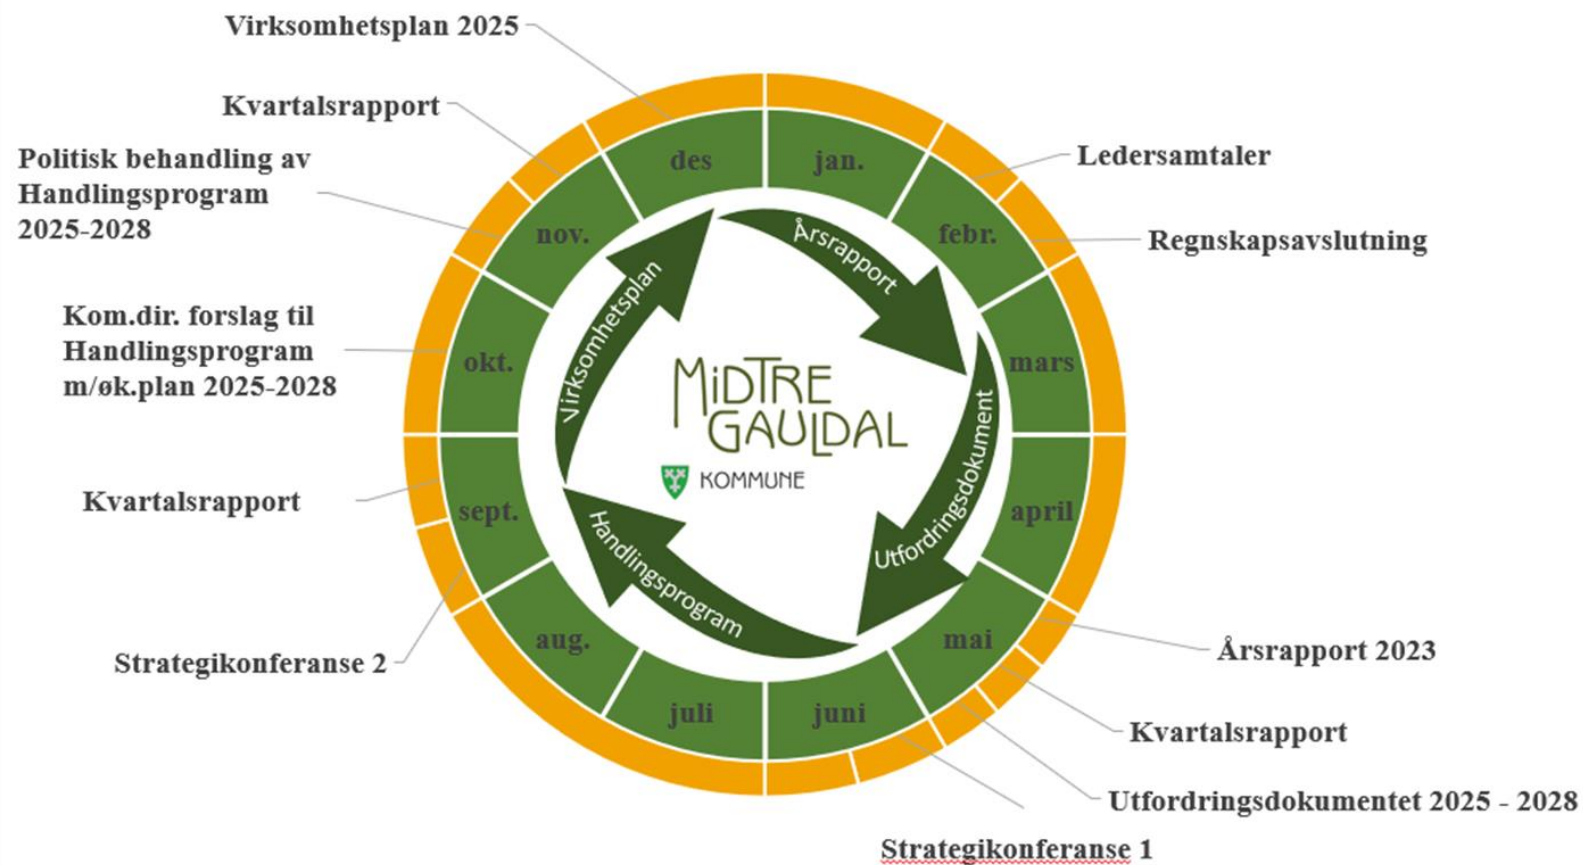 Virksomhetsplan 2025
Kvartalsrapport
Politisk behandling av
Handlingsprogram
2025-2028
Kom.dir. forslag til
Handlingsprogram
m/øk.plan 2025-2028
Kvartalsrapport
Strategikonferanse 2
Ledersamtaler
Regnskapsavslutning
Årsrapport 2023
Kvartalsrapport
Utfordringsdokumentet 2025 - 2028
Strategikonferanse 1
jan.
febr.
mars
april
mai
juni
juli
aug.
sept.
okt.
nov.
des
Årsrapport
Utfordringsdokument
Handlingsprogram
Virksomhetsplan
MiDTRE
GAULDAL
KOMMUNE